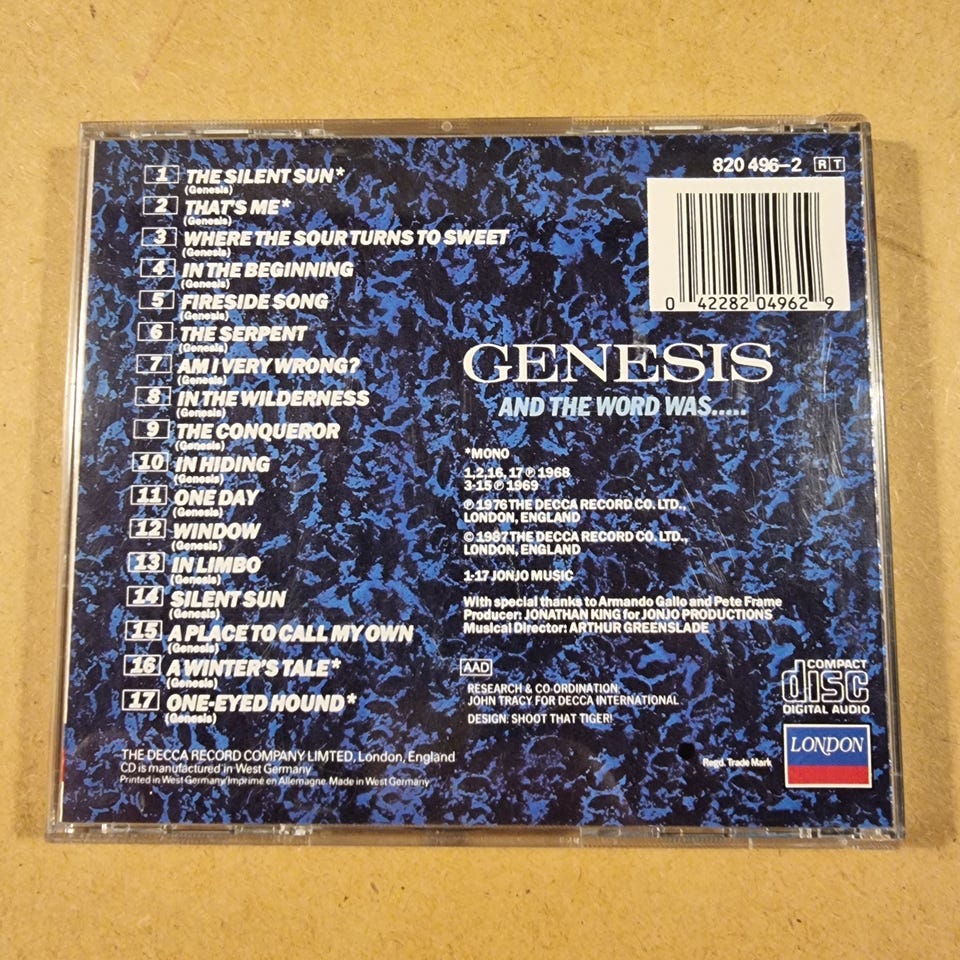 1 THE SILENT SUN*
(Genesis)
2 THAT'S ME*
(Genesis)
3 WHERE THE SOUR TURNS TO SWEET
(Genesis)
4 IN THE BEGINNING
(Genesis)
5 FIRESIDE SONG
(Genesis)
6 THE SERPENT
(Genesis)
7 AM I VERY WRONG?
(Genesis)
8 IN THE WILDERNESS
(Genesis)
9 THE CONQUEROR
(Genesis)
10 IN HIDING
(Genesis)
11 ONE DAY
(Genesis)
12 WINDOW
(Genesis)
13 IN LIMBO
(Genesis)
14 SILENT SUN
(Genesis)
15 A PLACE TO CALL MY OWN
(Genesis)
16 A WINTER'S TALE*
(Genesis)
17 ONE-EYED HOUND*
(Genesis)
THE DECCA RECORD COMPANY LIMTED, London, England
CD is manufactured in West Germany
Printed in West Germany/Imprimé en Allemagne. Made in West Germany
820 496-2 RT
0 42282 04962 9
GENESIS
AND THE WORD WAS.....
*MONO
1,2,16, 17 ℗ 1968
3-15 ℗ 1969
℗ 1976 THE DECCA RECORD CO. LTD.,
LONDON, ENGLAND
© 1987 THE DECCA RECORD CO. LTD.,
LONDON, ENGLAND
1-17 JONJO MUSIC
With special thanks to Armando Gallo and Pete Frame
Producer: JONATHAN KING for JONJO PRODUCTIONS
Musical Director: ARTHUR GREENSLADE
AAD
RESEARCH & CO-ORDINATION:
JOHN TRACY FOR DECCA INTERNATIONAL
DESIGN: SHOOT THAT TIGER!
COMPACT
disc
DIGITAL AUDIO
LONDON
Regd. Trade Mark